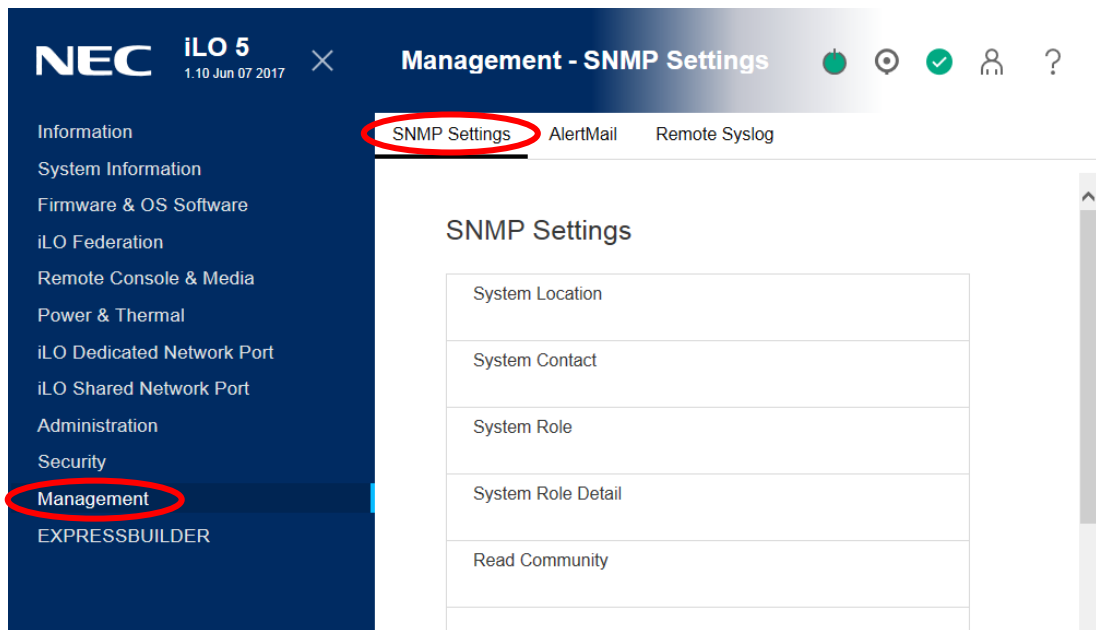 NEC iLO 5
1.10 Jun 07 2017
Management - SNMP Settings
?
Information
System Information
Firmware & OS Software
iLO Federation
Remote Console & Media
Power & Thermal
iLO Dedicated Network Port
iLO Shared Network Port
Administration
Security
Management
EXPRESSBUILDER
SNMP Settings AlertMail Remote Syslog
SNMP Settings
System Location
System Contact
System Role
System Role Detail
Read Community